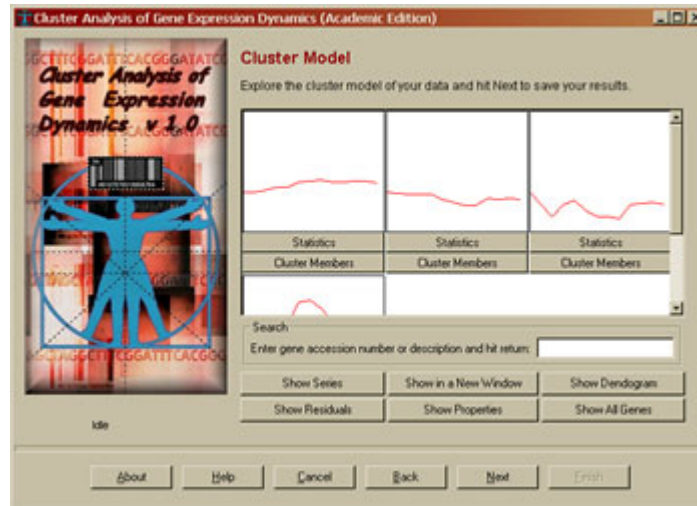 Cluster Analysis of Gene Expression Dynamics (Academic Edition)
Cluster Analysis of
Gene Expression
Dynamics v 1.0
Cluster Model
Explore the cluster model of your data and hit Next to save your results.
Statistics Statistics Statistics
Cluster Members Cluster Members Cluster Members
Search
Enter gene accession number or description and hit return:
Show Series Show in a New Window Show Dendogram
Show Residuals Show Properties Show All Genes
Idle
About Help Cancel Back Next Finish